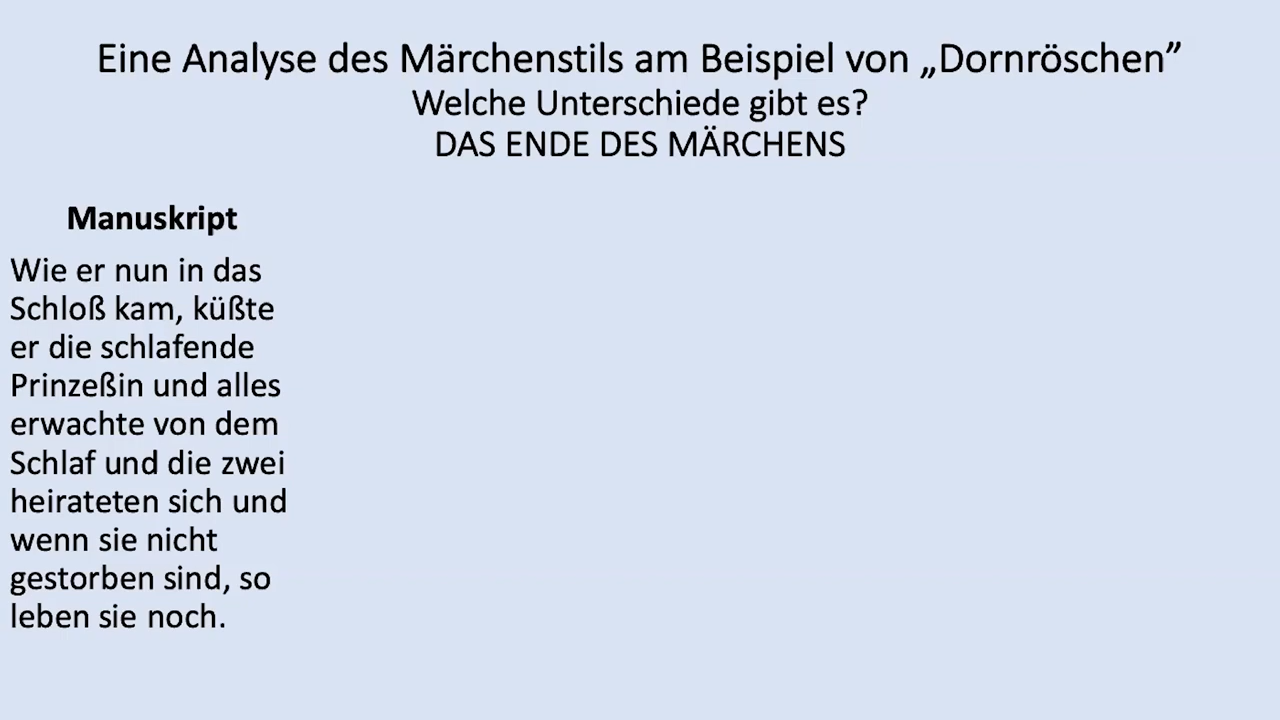 Eine Analyse des Märchenstils am Beispiel von „Dornröschen”
Welche Unterschiede gibt es?
DAS ENDE DES MÄRCHENS
Manuskript
Wie er nun in das
Schloß kam, küßte
er die schlafende
Prinzeßin und alles
erwachte von dem
Schlaf und die zwei
heirateten sich und
wenn sie nicht
gestorben sind, so
leben sie noch.